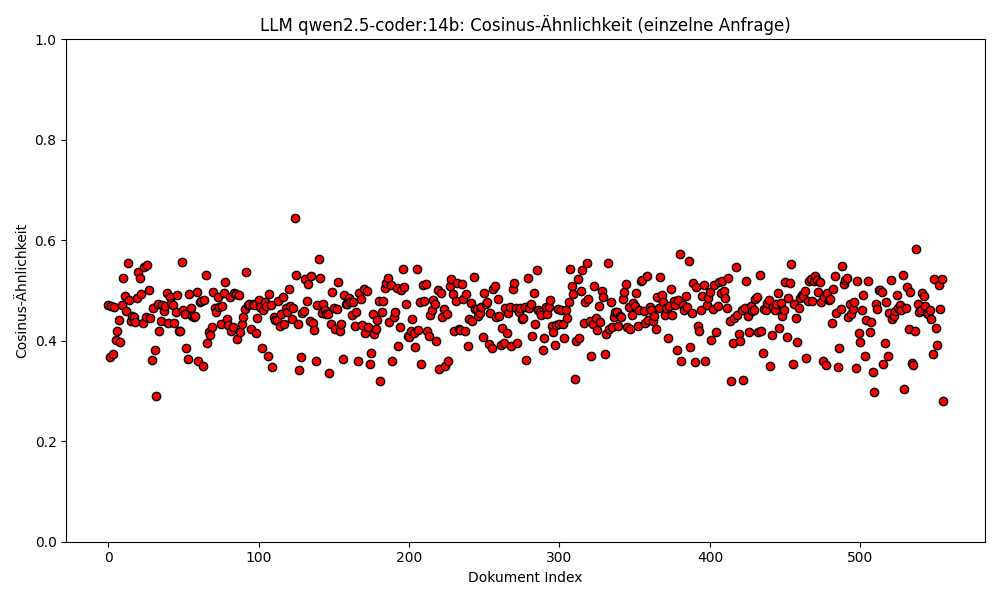 LLM qwen2.5-coder:14b: Cosinus-Ähnlichkeit (einzelne Anfrage)
1.0
0.8
0.6
0.4
0.2
0.0
Cosinus-Ähnlichkeit
0 100 200 300 400 500
Dokument Index